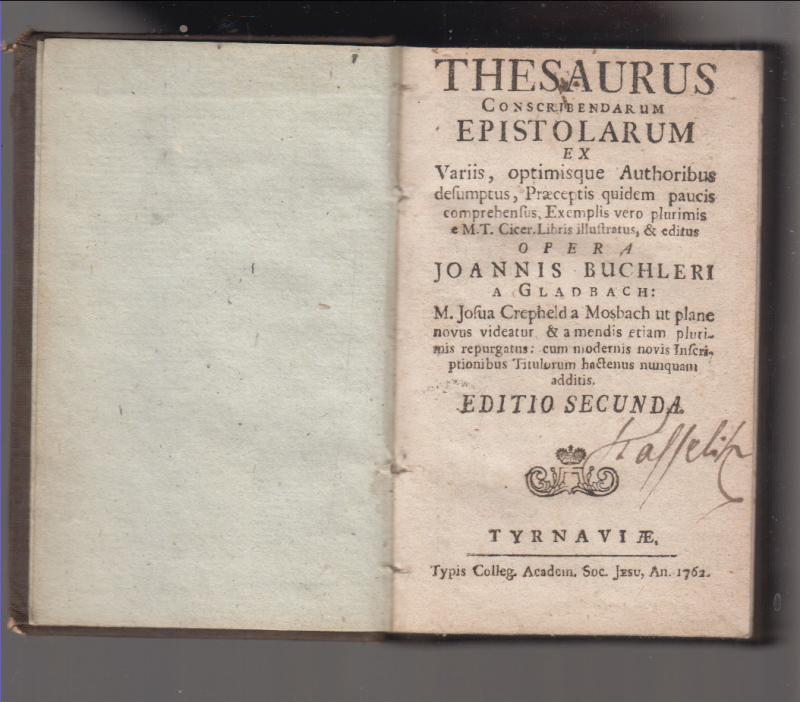 THESAURUS
CONSCRIBENDARUM
EPISTOLARUM
EX
Variis, optimisque Authoribus
deſumptus, Præceptis quidem paucis
comprehenſus, Exemplis vero plurimis
e M.T. Cicer. Libris illuſtratus, & editus
OPERA
JOANNIS BUCHLERI
A GLADBACH:
M. Joſua Crepheld a Mosbach ut plane
novus videatur & a mendis etiam pluri-
mis repurgatus: cum modernis novis Inſcri-
ptionibus Titulorum hactenus nunquam
additis.
EDITIO SECUNDA.
TYRNAVIÆ,
Typis Colleg. Academ. Soc. JESU, An. 1762.